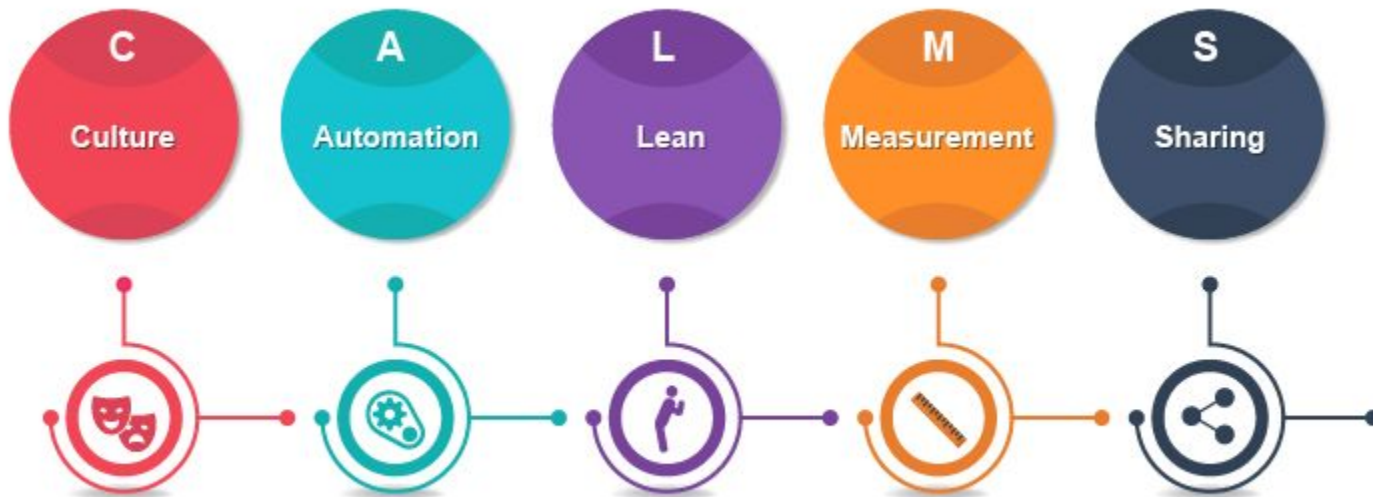 C
Culture
A
Automation
L
Lean
M
Measurement
S
Sharing